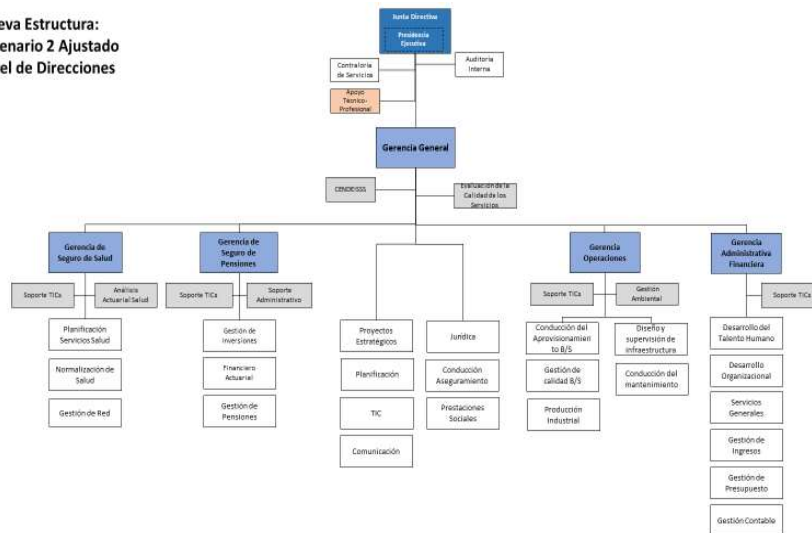 eva Estructura:
enario 2 Ajustado
el de Direcciones
Junta Directiva
Presidencia
Ejecutiva
Contraloría
de Servicios
Auditoria
Interna
Apoyo
Técnico-
Profesional
Gerencia General
CENDEISSS
Evaluación de la
Calidad de los
Servicios
Gerencia de
Seguro de Salud
Gerencia de
Seguro de
Pensiones
Gerencia
Operaciones
Gerencia
Administrativa
Financiera
Soporte TICs
Análisis
Actuarial Salud
Soporte TICs
Soporte
Administrativo
Soporte TICs
Gestión
Ambiental
Soporte TICs
Planificación
Servicios Salud
Normalización de
Salud
Gestión de Red
Gestión de
Inversiones
Financiero
Actuarial
Gestión de
Pensiones
Proyectos
Estratégicos
Planificación
TIC
Comunicación
Jurídica
Conducción
Aseguramiento
Prestaciones
Sociales
Conducción del
Aprovisionamien
to B/S
Gestión de
calidad B/S
Producción
Industrial
Diseño y
supervisión de
infraestructura
Conducción del
mantenimiento
Desarrollo del
Talento Humano
Desarrollo
Organizacional
Servicios
Generales
Gestión de
Ingresos
Gestión de
Presupuesto
Gestión Contable